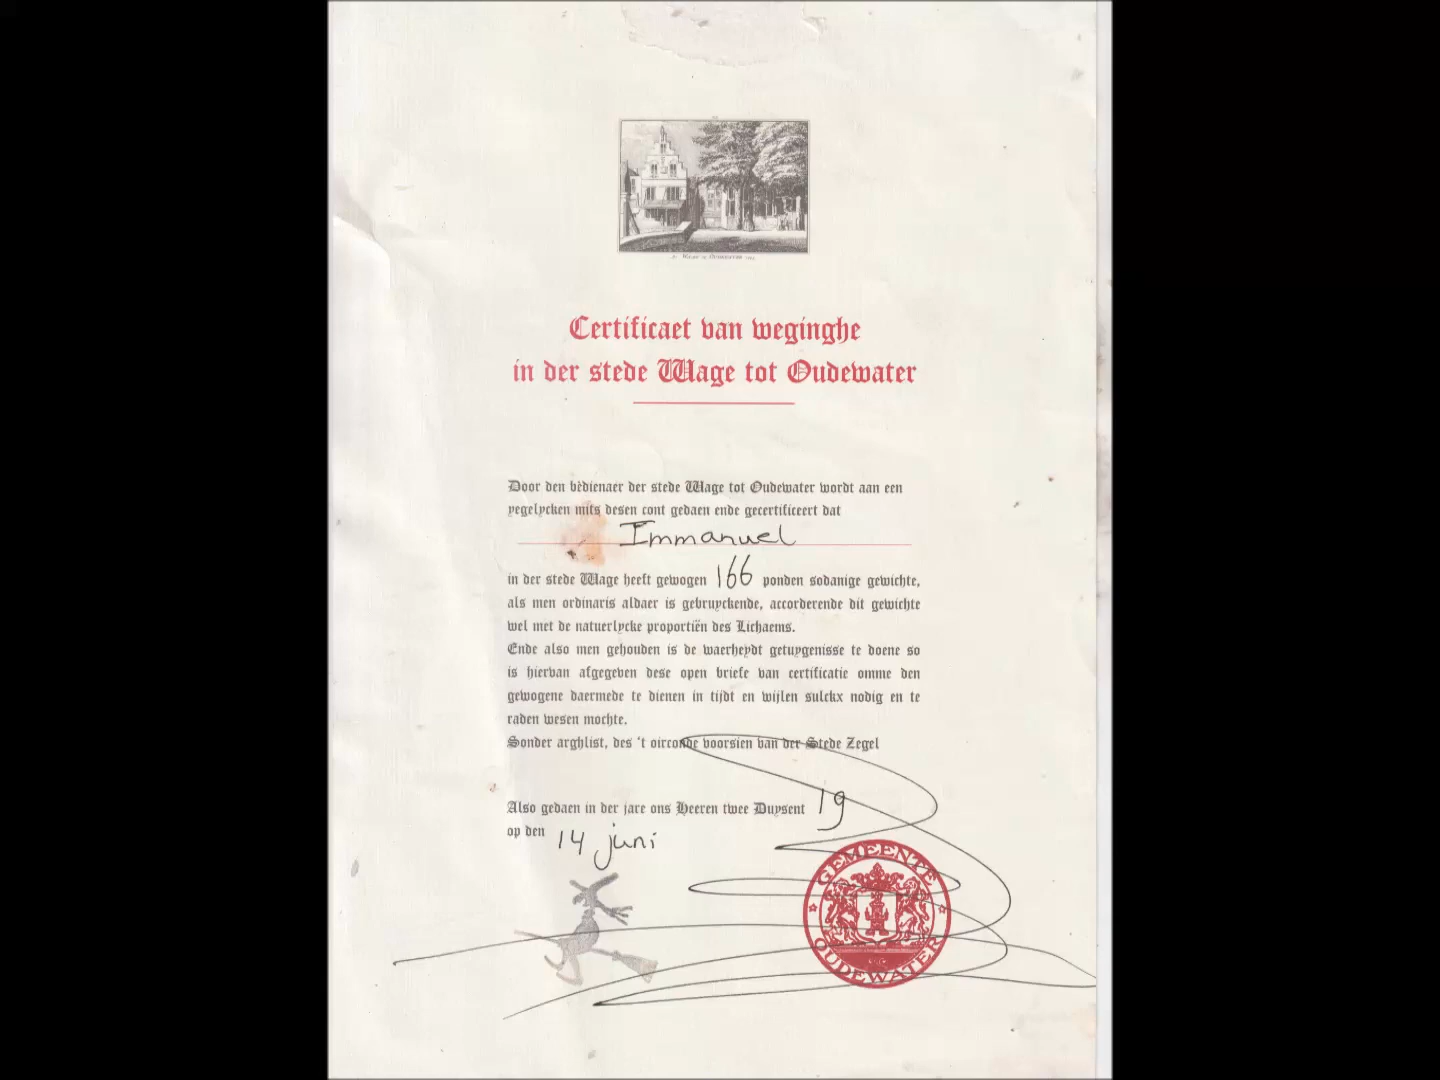 Certificaet van weginghe
in der stede Wage tot Oudewater
Door den bedienaer der stede Wage tot Oudewater wordt aan een
yegelycken mits desen cont gedaen ende gecertificeert dat
Immanuel
in der stede Wage heeft gewogen 166 ponden sodanige gewichte,
als men ordinaris aldaer is gebruyckende, accorderende dit gewichte
wel met de natuerlycke proportiën des Lichaems.
Ende also men gehouden is de waerheydt getuygenisse te doene so
is hiervan afgegeven dese open briefe van certificatie omme den
gewogene daermede te dienen in tijdt en wijlen sulckx nodig en te
raden wesen mochte.
Sonder arghlist, des 't oirconde voorsien van der Stede Zegel
Also gedaen in der jare ons Heeren twee Duysent 19
op den 14 juni
GEMEENTE
OUDEWATER